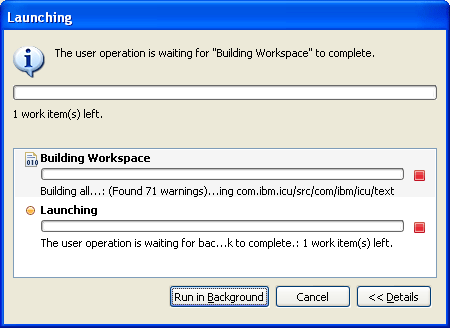 Launching
The user operation is waiting for "Building Workspace" to complete.
1 work item(s) left.
Building Workspace
Building all...: (Found 71 warnings)...ing com.ibm.icu/src/com/ibm/icu/text
Launching
The user operation is waiting for bac...k to complete.: 1 work item(s) left.
Run in Background Cancel << Details